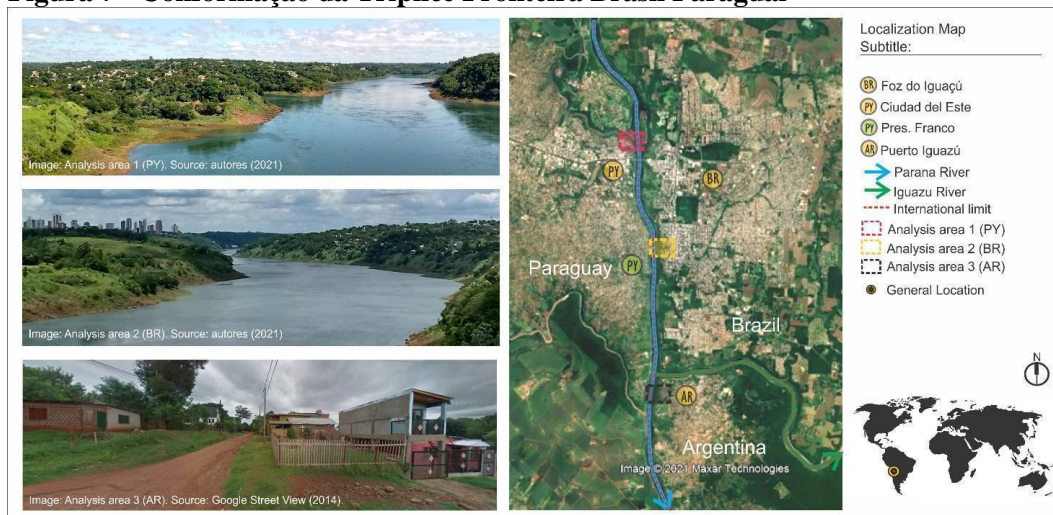 Figura – Conformação da Tríplice Fronteira Brasil-Paraguai
Image: Analysis area 1 (PY). Source: autores (2021)
Image: Analysis area 2 (BR). Source: autores (2021)
Image: Analysis area 3 (AR). Source: Google Street View (2014).
PY
BR
Paraguay
PY
Brazil
AR
Argentina
Image © 2021 Maxar Technologies
Localization Map
Subtitle:
BR Foz do Iguaçú
PY Ciudad del Este
PY Pres. Franco
AR Puerto Iguazú
Parana River
Iguazu River
International limit
Analysis area 1 (PY)
Analysis area 2 (BR)
Analysis area 3 (AR)
General Location
N